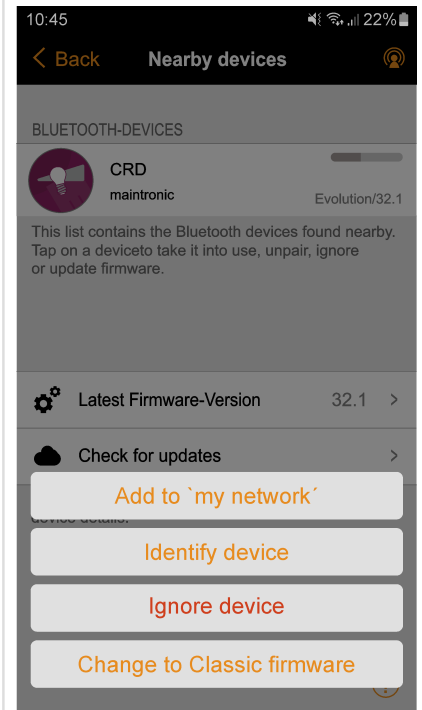 10:45
22%
Back
Nearby devices
BLUETOOTH-DEVICES
CRD
maintronic
Evolution/32.1
This list contains the Bluetooth devices found nearby.
Tap on a deviceto take it into use, unpair, ignore
or update firmware.
Latest Firmware-Version 32.1
Check for updates
Add to `my network´
device details.
Identify device
Ignore device
Change to Classic firmware